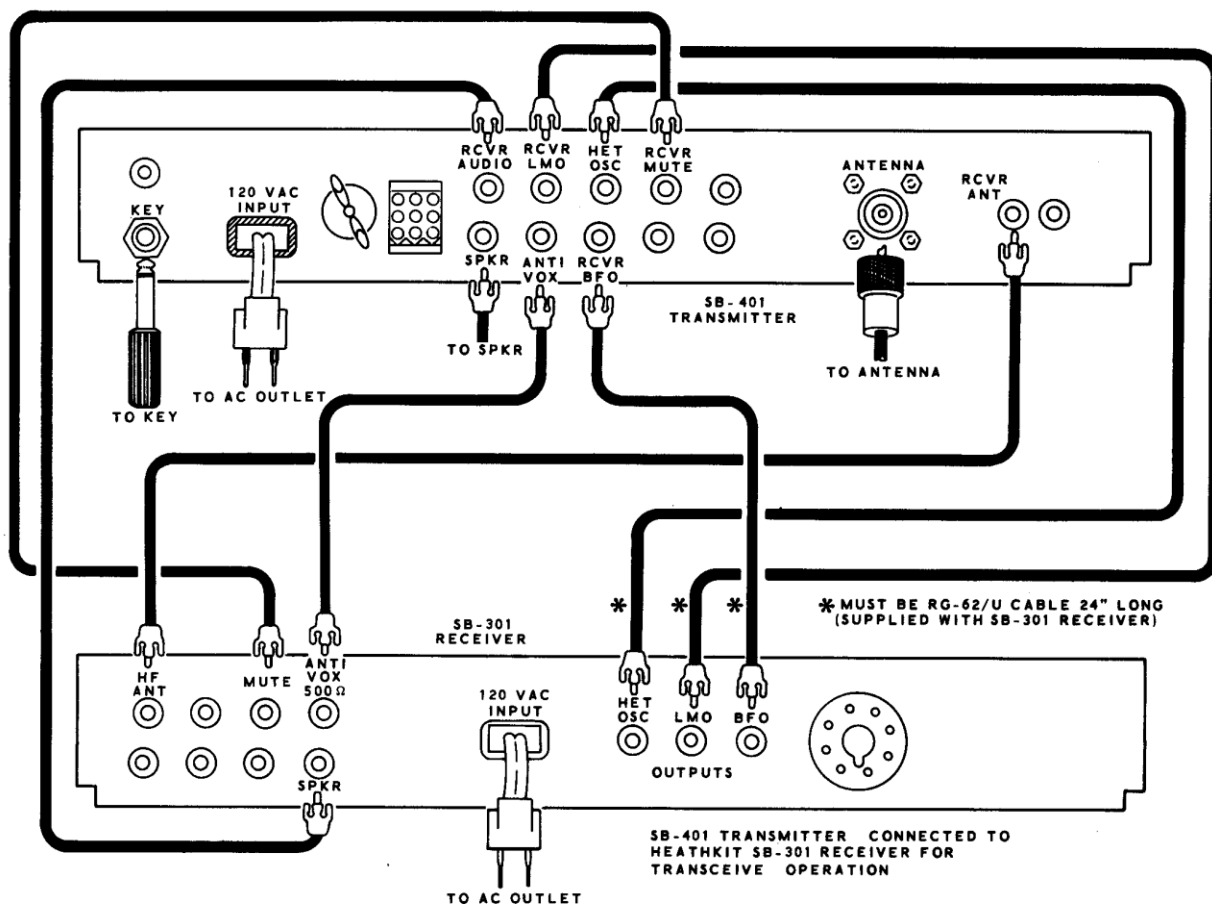 RCVR
AUDIO
RCVR
LMO
HET
OSC
RCVR
MUTE
ANTENNA
RCVR
ANT
KEY
120 VAC
INPUT
SPKR
ANTI
VOX
RCVR
BFO
SB-401
TRANSMITTER
TO SPKR
TO ANTENNA
TO AC OUTLET
TO KEY
* * *
* MUST BE RG-62/U CABLE 24" LONG
(SUPPLIED WITH SB-301 RECEIVER)
SB-301
RECEIVER
HF
ANT
MUTE
ANTI
VOX
500Ω
120 VAC
INPUT
HET
OSC
LMO
BFO
OUTPUTS
SPKR
SB-401 TRANSMITTER CONNECTED TO
HEATHKIT SB-301 RECEIVER FOR
TRANSCEIVE OPERATION
TO AC OUTLET